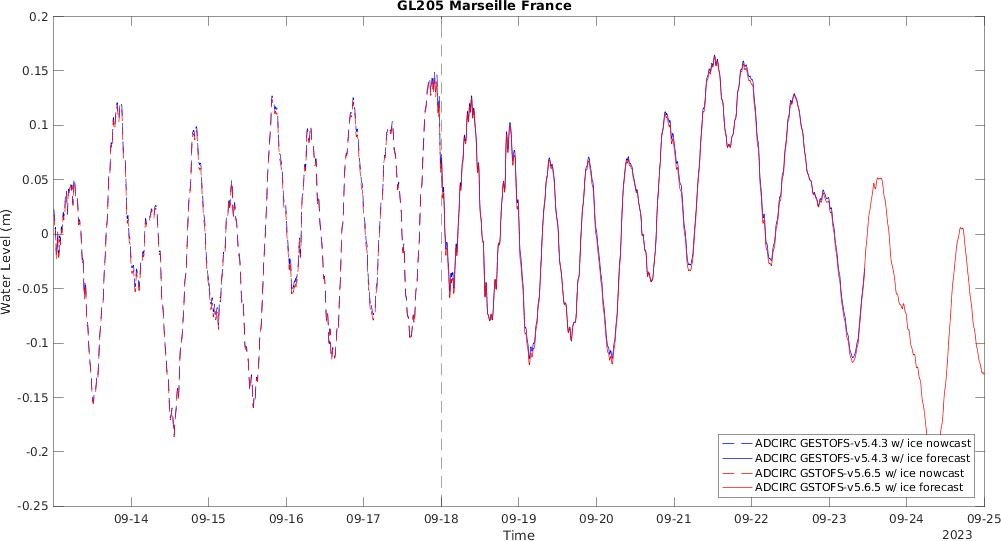 GL205 Marseille France
0.2
0.15
0.1
0.05
0
-0.05
-0.1
-0.15
-0.2
-0.25
Water Level (m)
ADCIRC GESTOFS-v5.4.3 w/ ice nowcast
ADCIRC GESTOFS-v5.4.3 w/ ice forecast
ADCIRC GSTOFS-v5.6.5 w/ ice nowcast
ADCIRC GSTOFS-v5.6.5 w/ ice forecast
09-14 09-15 09-16 09-17 09-18 09-19 09-20 09-21 09-22 09-23 09-24 09-25
Time
2023